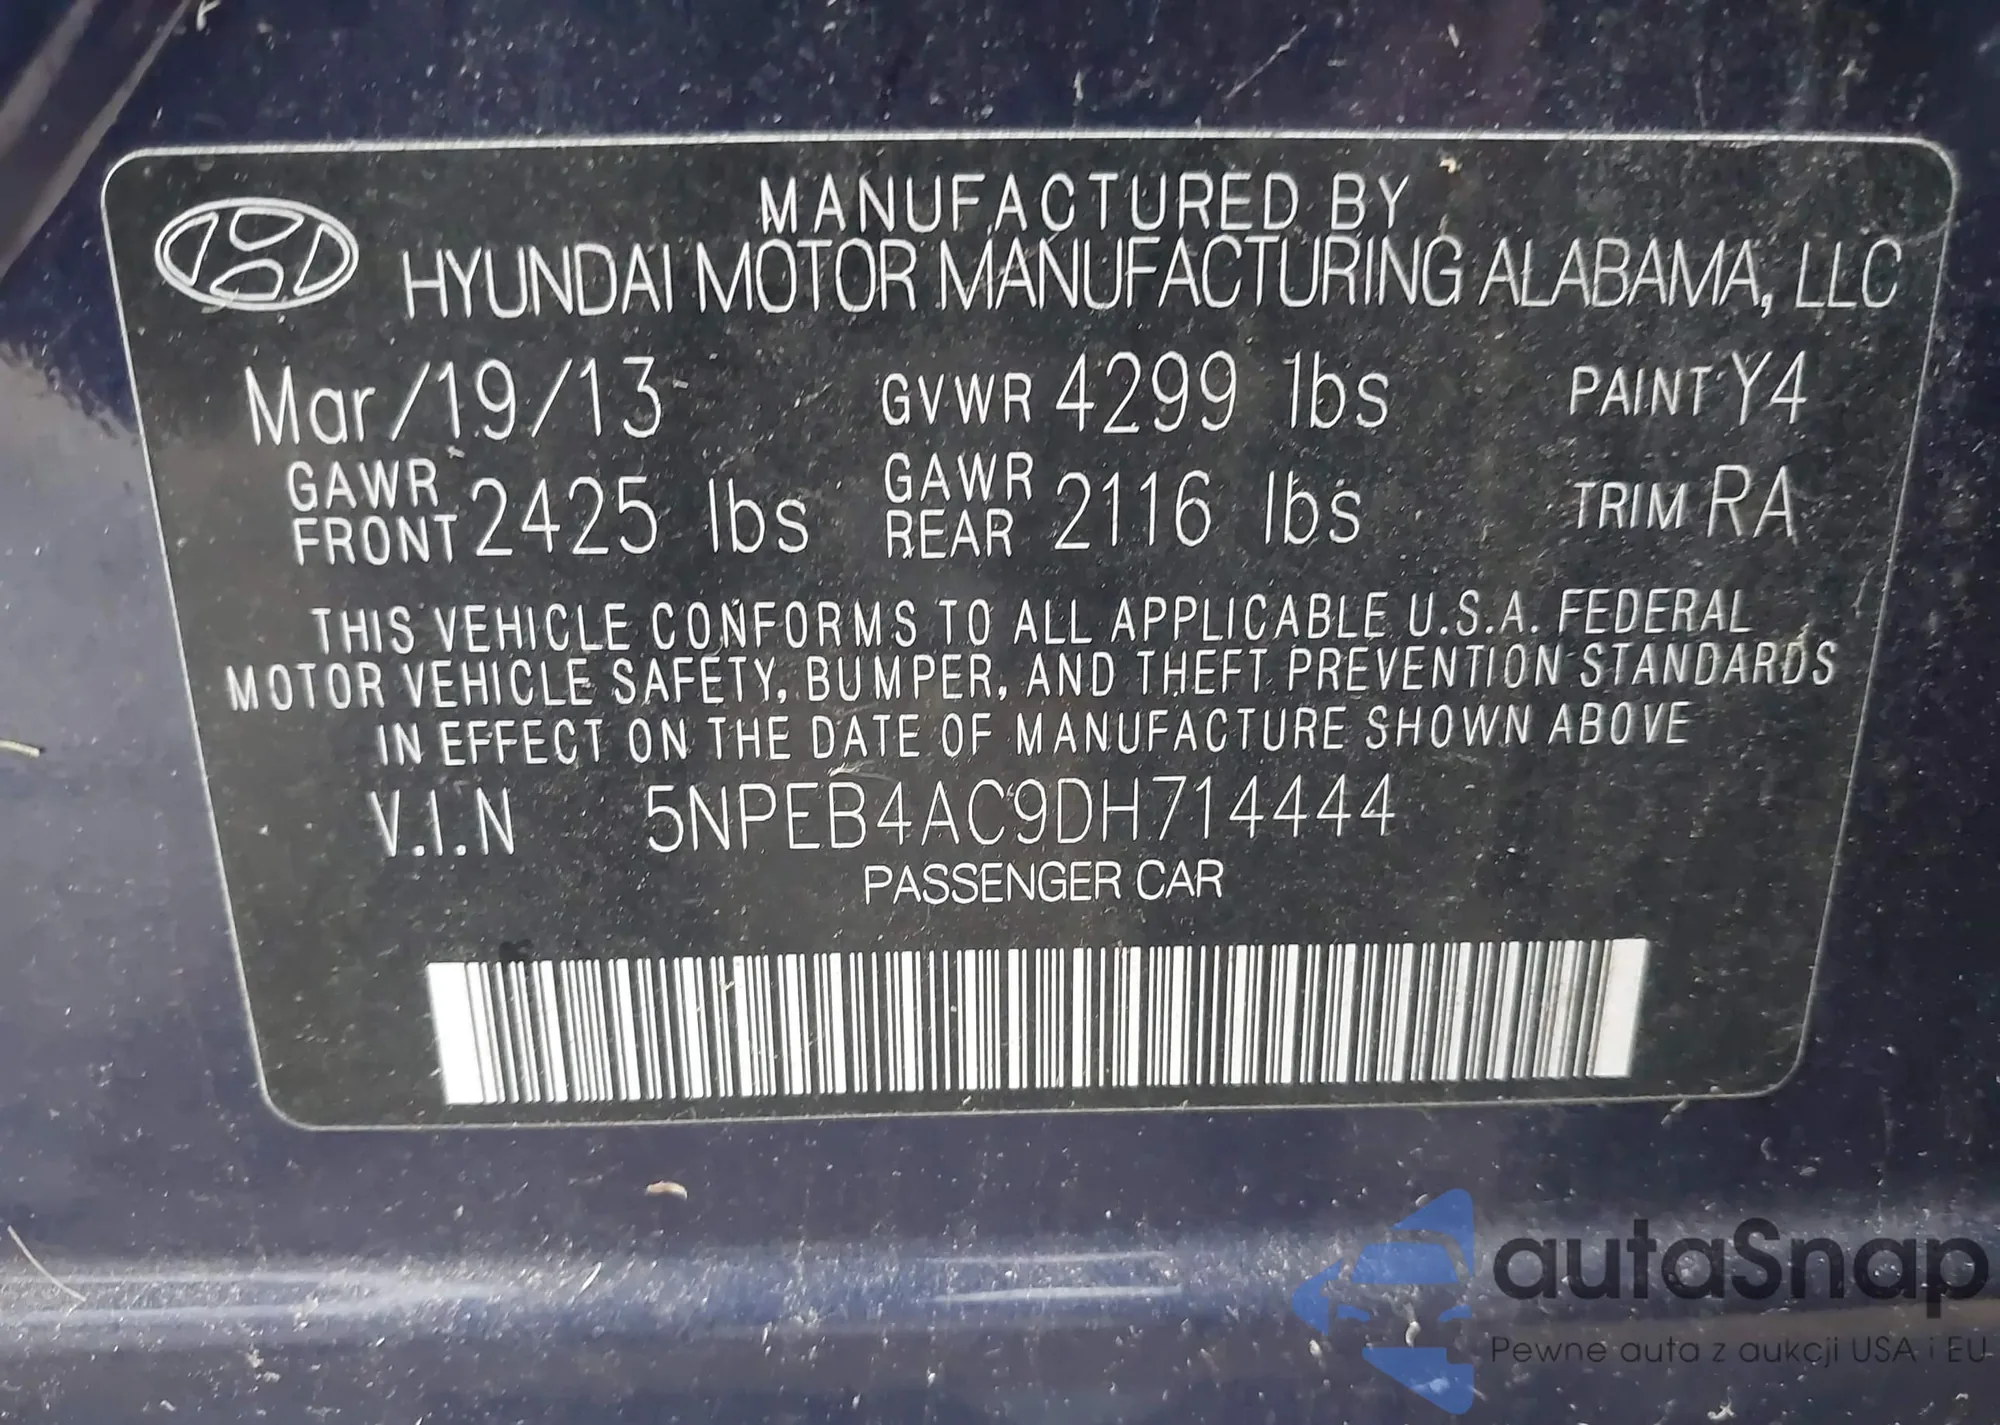 MANUFACTURED BY
HYUNDAI MOTOR MANUFACTURING ALABAMA, LLC
Mar/19/13 GVWR 4299 lbs PAINT Y4
GAWR FRONT 2425 lbs GAWR REAR 2116 lbs TRIM RA
THIS VEHICLE CONFORMS TO ALL APPLICABLE U.S.A. FEDERAL
MOTOR VEHICLE SAFETY, BUMPER, AND THEFT PREVENTION STANDARDS
IN EFFECT ON THE DATE OF MANUFACTURE SHOWN ABOVE
V.I.N 5NPEB4AC9DH714444
PASSENGER CAR
autaSnap
Pewne auta z aukcji USA i EU